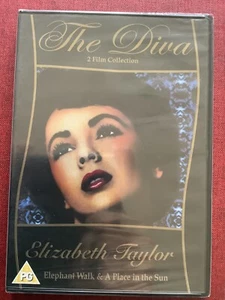 The Diva
2 Film Collection
Elizabeth Taylor
PG
Elephant Walk & A Place in the Sun